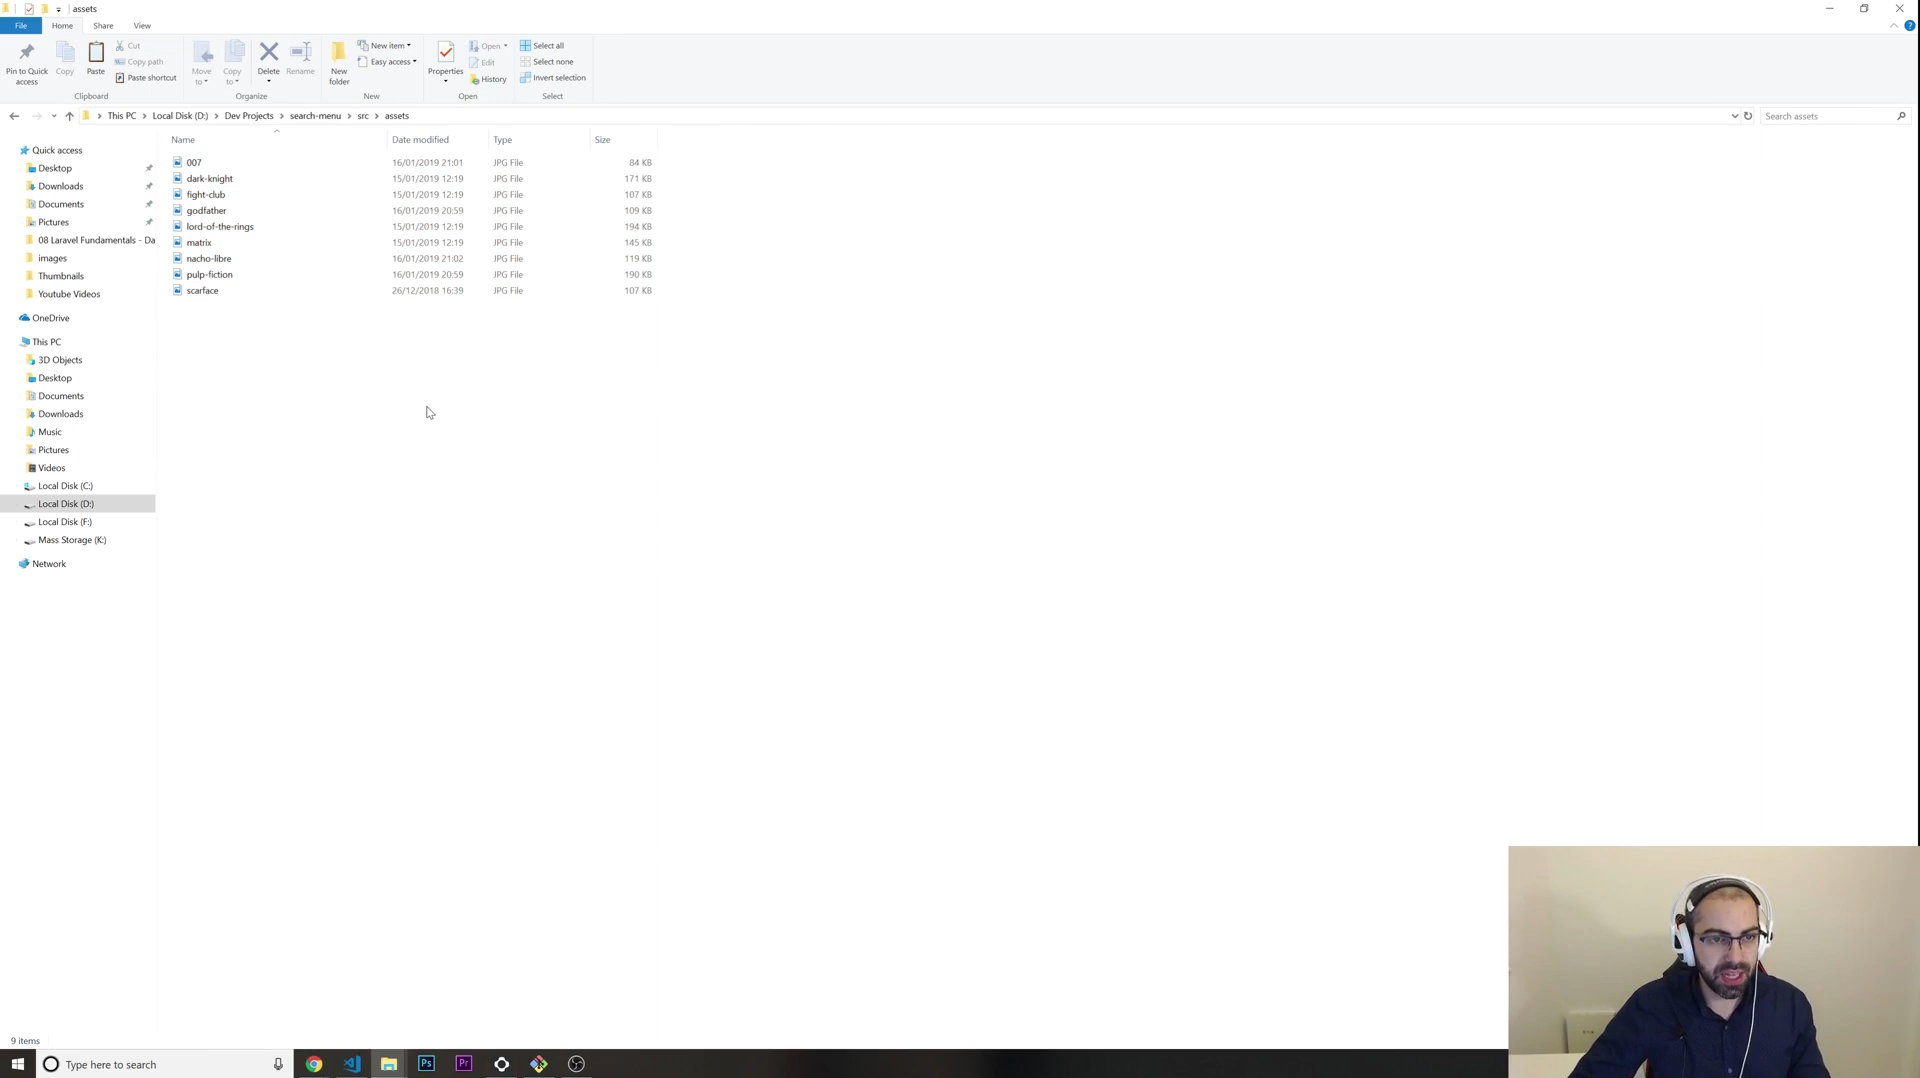 assets
File Home Share View
Pin to Quick access
Copy
Paste
Cut
Copy path
Paste shortcut
Clipboard
Move to
Copy to
Delete
Rename
Organize
New folder
New item
Easy access
New
Properties
Open
Edit
History
Open
Select all
Select none
Invert selection
Select
This PC Local Disk (D:) Dev Projects search-menu src assets
Search assets
Quick access
Desktop
Downloads
Documents
Pictures
08 Laravel Fundamentals - Da
images
Thumbnails
Youtube Videos
OneDrive
This PC
3D Objects
Desktop
Documents
Downloads
Music
Pictures
Videos
Local Disk (C:)
Local Disk (D:)
Local Disk (F:)
Mass Storage (K:)
Network
Name Date modified Type Size
007 16/01/2019 21:01 JPG File 84 KB
dark-knight 15/01/2019 12:19 JPG File 171 KB
fight-club 15/01/2019 12:19 JPG File 107 KB
godfather 16/01/2019 20:59 JPG File 109 KB
lord-of-the-rings 15/01/2019 12:19 JPG File 194 KB
matrix 15/01/2019 12:19 JPG File 145 KB
nacho-libre 16/01/2019 21:02 JPG File 119 KB
pulp-fiction 16/01/2019 20:59 JPG File 190 KB
scarface 26/12/2018 16:39 JPG File 107 KB
9 items
Type here to search
Ps
Pr